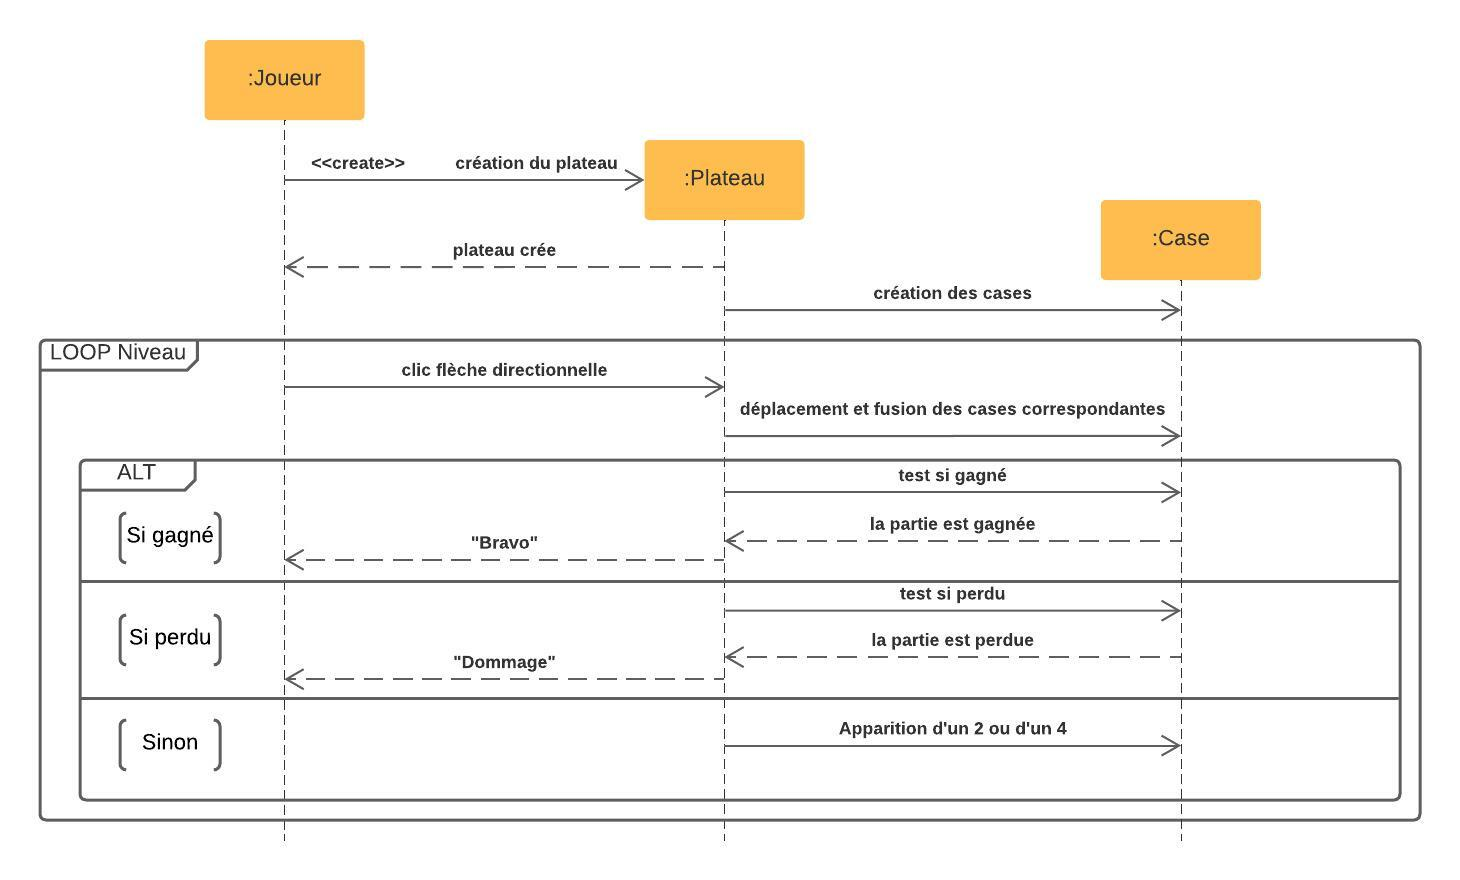 :Joueur
<<create>> création du plateau
:Plateau
:Case
plateau crée
création des cases
LOOP Niveau
clic flèche directionnelle
déplacement et fusion des cases correspondantes
ALT
test si gagné
Si gagné
la partie est gagnée
"Bravo"
test si perdu
Si perdu
la partie est perdue
"Dommage"
Sinon
Apparition d'un 2 ou d'un 4